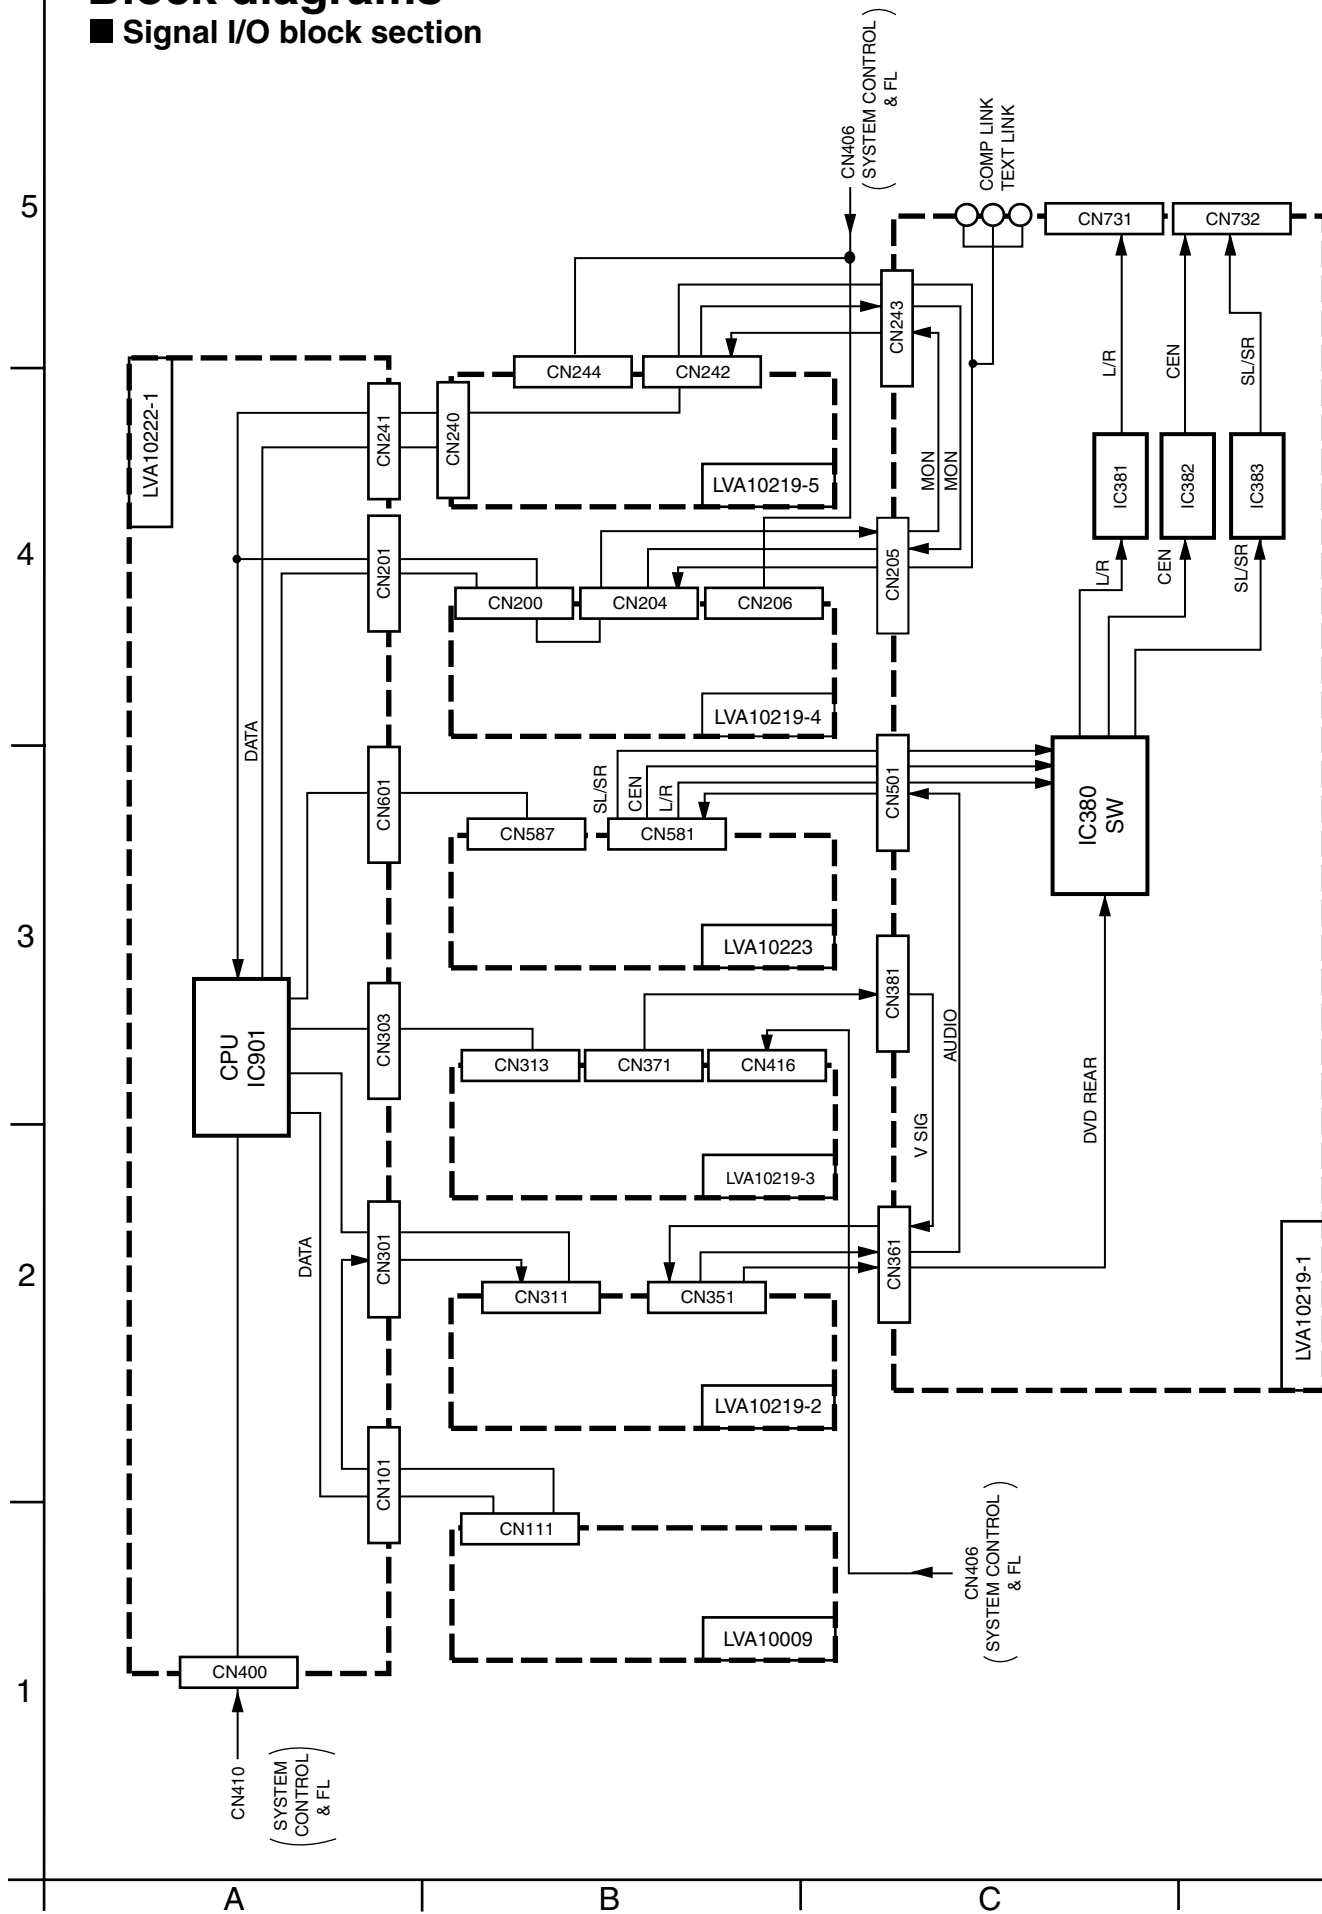 Block diagrams
■ Signal I/O block section
CN406
(SYSTEM CONTROL
& FL)
COMP LINK
TEXT LINK
5
CN731
CN732
CN243
L/R
CEN
SL/SR
CN244
CN242
LVA10222-1
CN241
CN240
LVA10219-5
MON
MON
IC381
IC382
IC383
4
CN201
CN205
L/R
CEN
SL/SR
CN200
CN204
CN206
LVA10219-4
DATA
CN601
SL/SR
CEN
L/R
CN501
IC380
SW
CN587
CN581
3
LVA10223
CN381
CPU
IC901
CN303
AUDIO
CN313
CN371
CN416
DVD REAR
V SIG
LVA10219-3
2
DATA
CN301
CN361
CN311
CN351
LVA10219-1
LVA10219-2
CN101
CN111
CN406
(SYSTEM CONTROL
& FL)
LVA10009
1
CN400
CN410
(SYSTEM
CONTROL
& FL)
A
B
C